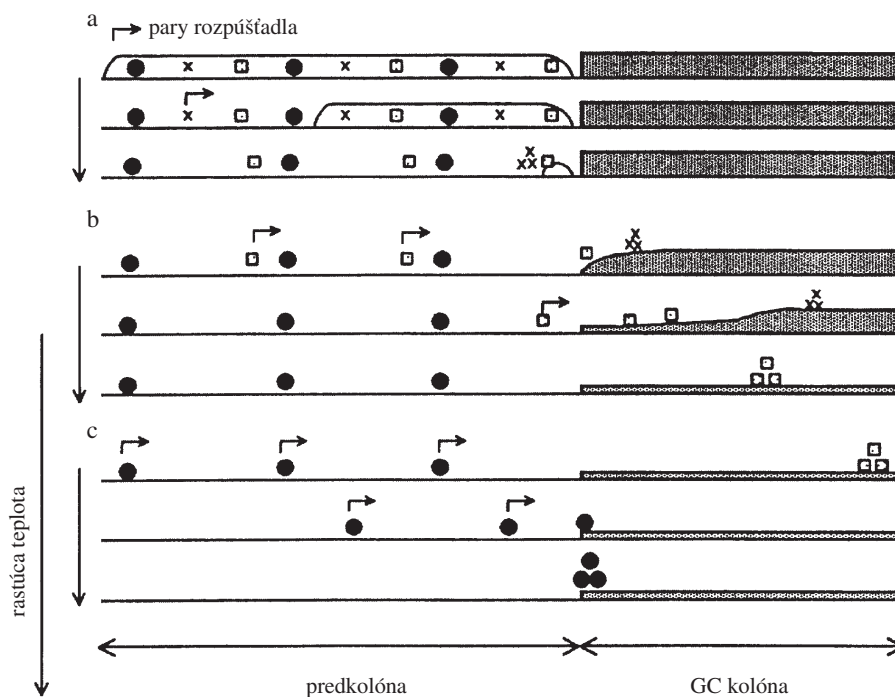 a
pary rozpúšťadla
b
c
rastúca teplota
predkolóna
GC kolóna